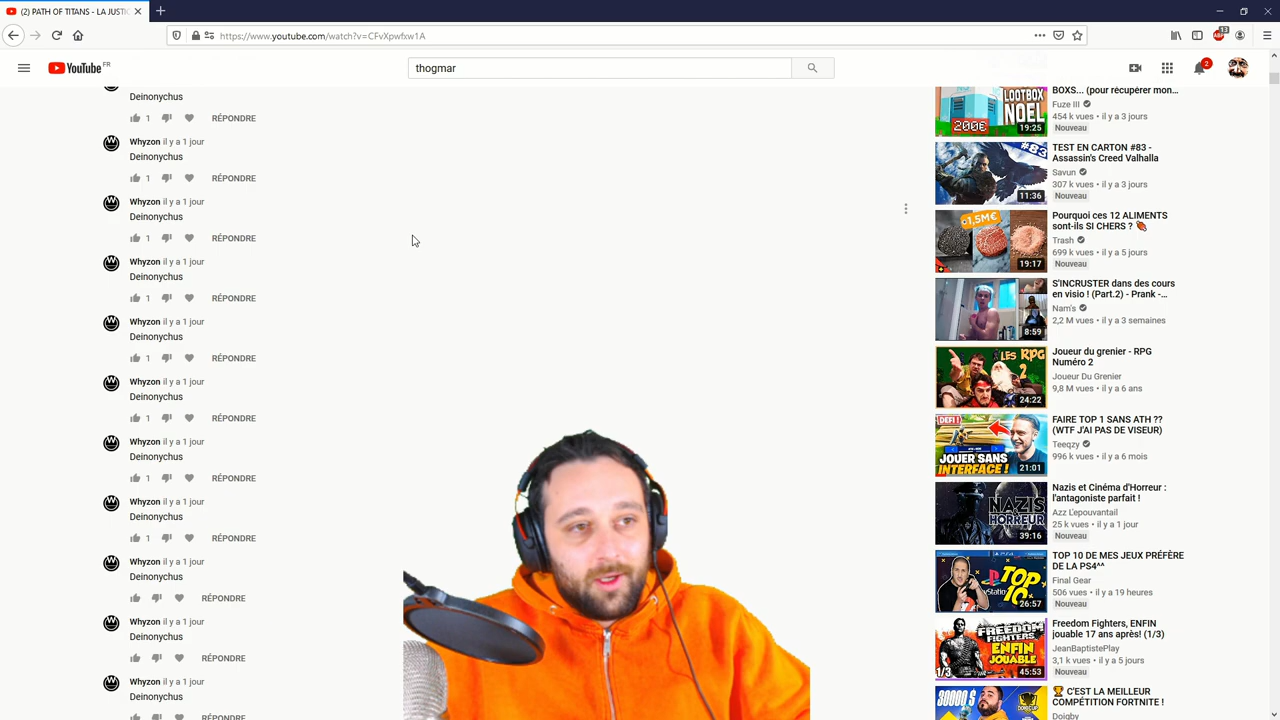 (2) PATH OF TITANS - LA JUSTIC
https://www.youtube.com/watch?v=CFvXpwfxw1A
13
YouTube FR
thogmar
2
Deinonychus
1 RÉPONDRE
Whyzon il y a 1 jour
Deinonychus
1 RÉPONDRE
Whyzon il y a 1 jour
Deinonychus
1 RÉPONDRE
Whyzon il y a 1 jour
Deinonychus
1 RÉPONDRE
Whyzon il y a 1 jour
Deinonychus
1 RÉPONDRE
Whyzon il y a 1 jour
Deinonychus
1 RÉPONDRE
Whyzon il y a 1 jour
Deinonychus
1 RÉPONDRE
Whyzon il y a 1 jour
Deinonychus
1 RÉPONDRE
Whyzon il y a 1 jour
Deinonychus
RÉPONDRE
Whyzon il y a 1 jour
Deinonychus
RÉPONDRE
Whyzon il y a 1 jour
Deinonychus
RÉPONDRE
LOOTBOX
NOEL
200€
19:25
BOXS... (pour récupérer mon...
Fuze III
454 k vues • il y a 3 jours
Nouveau
#83
11:36
TEST EN CARTON #83 -
Assassin's Creed Valhalla
Savun
307 k vues • il y a 3 jours
Nouveau
1,5M€
19:17
Pourquoi ces 12 ALIMENTS
sont-ils SI CHERS ?
Trash
699 k vues • il y a 5 jours
Nouveau
8:59
S'INCRUSTER dans des cours
en visio ! (Part.2) - Prank -...
Nam's
2,2 M vues • il y a 3 semaines
LES RPG
2
24:22
Joueur du grenier - RPG
Numéro 2
Joueur Du Grenier
9,8 M vues • il y a 6 ans
DEFI
JOUER SANS
INTERFACE !
21:01
FAIRE TOP 1 SANS ATH ??
(WTF J'AI PAS DE VISEUR)
Teeqzy
996 k vues • il y a 6 mois
NAZIS
HORREUR
39:16
Nazis et Cinéma d'Horreur :
l'antagoniste parfait !
Azz L'epouvantail
25 k vues • il y a 1 jour
Nouveau
TOP
10
26:57
TOP 10 DE MES JEUX PRÉFÈRE
DE LA PS4^^
Final Gear
506 vues • il y a 19 heures
Nouveau
FREEDOM
FIGHTERS
ENFIN
JOUABLE
1/3
45:53
Freedom Fighters, ENFIN
jouable 17 ans après! (1/3)
JeanBaptistePlay
3,1 k vues • il y a 5 jours
Nouveau
30000 $
C'EST LA MEILLEUR
COMPÉTITION FORTNITE !
Doigby